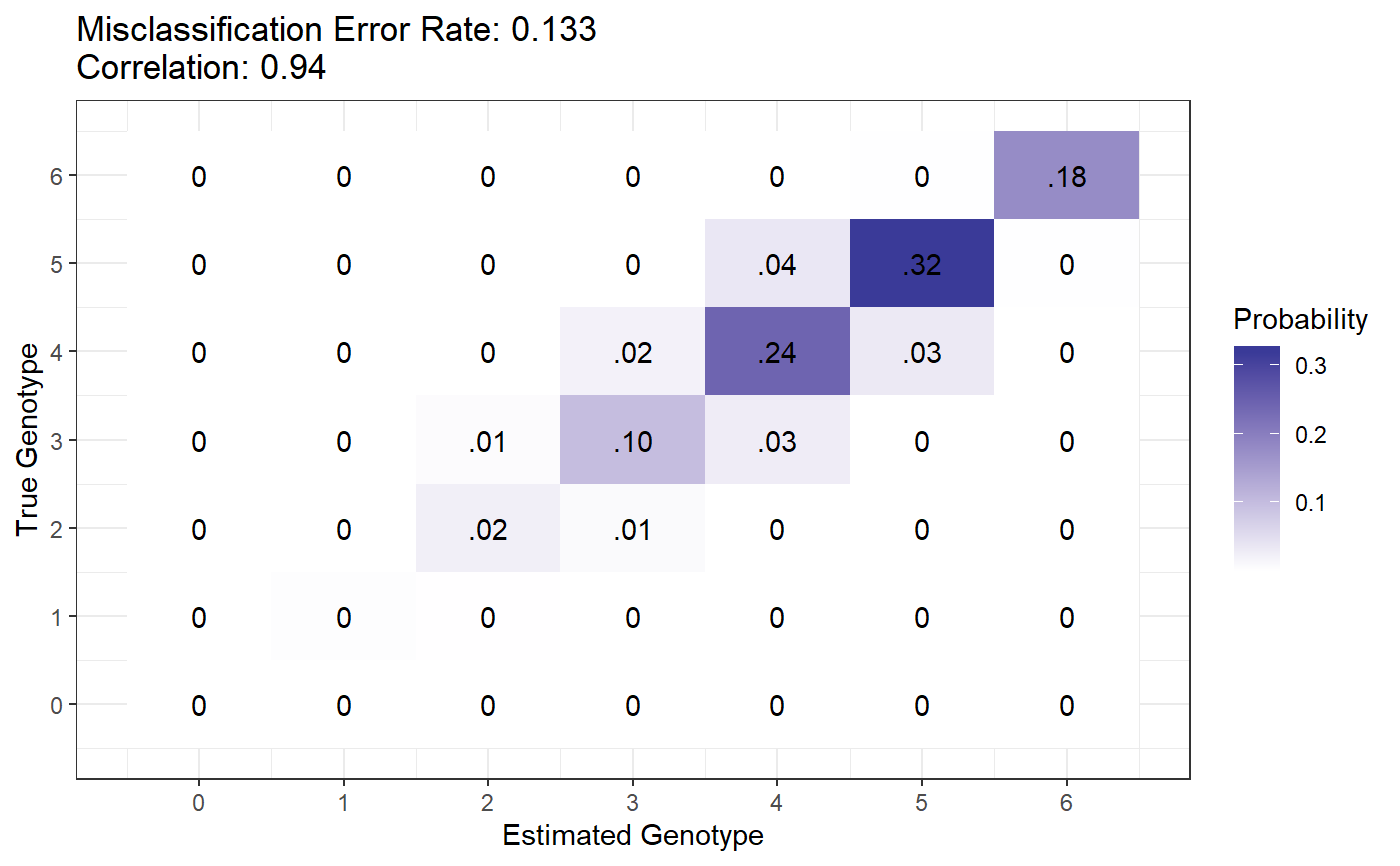 Misclassification Error Rate: 0.133
Correlation: 0.94
6 0 0 0 0 0 0 .18
5 0 0 0 0 .04 .32 0
4 0 0 0 .02 .24 .03 0
3 0 0 .01 .10 .03 0 0
2 0 0 .02 .01 0 0 0
1 0 0 0 0 0 0 0
0 0 0 0 0 0 0 0
0 1 2 3 4 5 6
Estimated Genotype
True Genotype
Probability
0.3
0.2
0.1